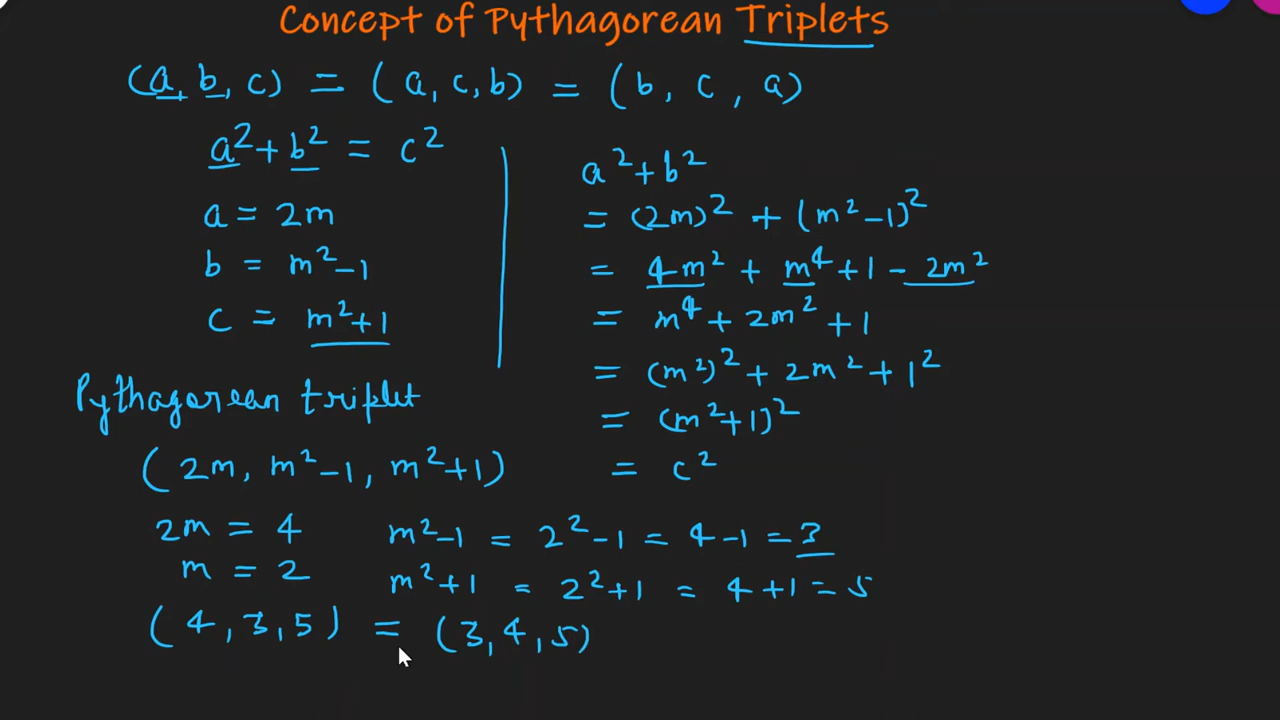 Concept of Pythagorean Triplets
(a, b, c) = (a, c, b) = (b, c, a)
a² + b² = c²
a = 2m
b = m² - 1
c = m² + 1
a² + b²
= (2m)² + (m² - 1)²
= 4m² + m⁴ + 1 - 2m²
= m⁴ + 2m² + 1
= (m²)² + 2m² + 1²
= (m² + 1)²
= c²
Pythagorean triplet
(2m, m² - 1, m² + 1)
2m = 4
m = 2
m² - 1 = 2² - 1 = 4 - 1 = 3
m² + 1 = 2² + 1 = 4 + 1 = 5
(4, 3, 5) = (3, 4, 5)